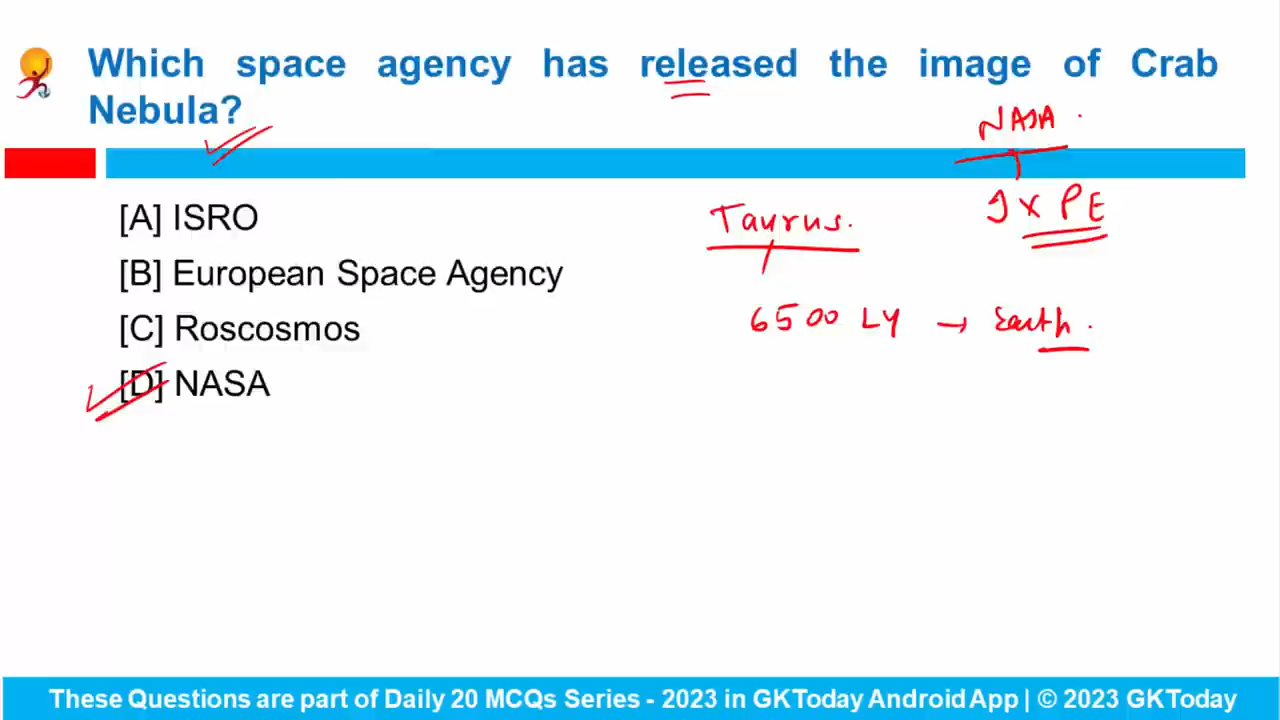 Which space agency has released the image of Crab
Nebula?
NASA.
IXPE
Taurus.
6500 LY → Earth.
[A] ISRO
[B] European Space Agency
[C] Roscosmos
[D] NASA
These Questions are part of Daily 20 MCQs Series - 2023 in GKToday Android App | © 2023 GKToday